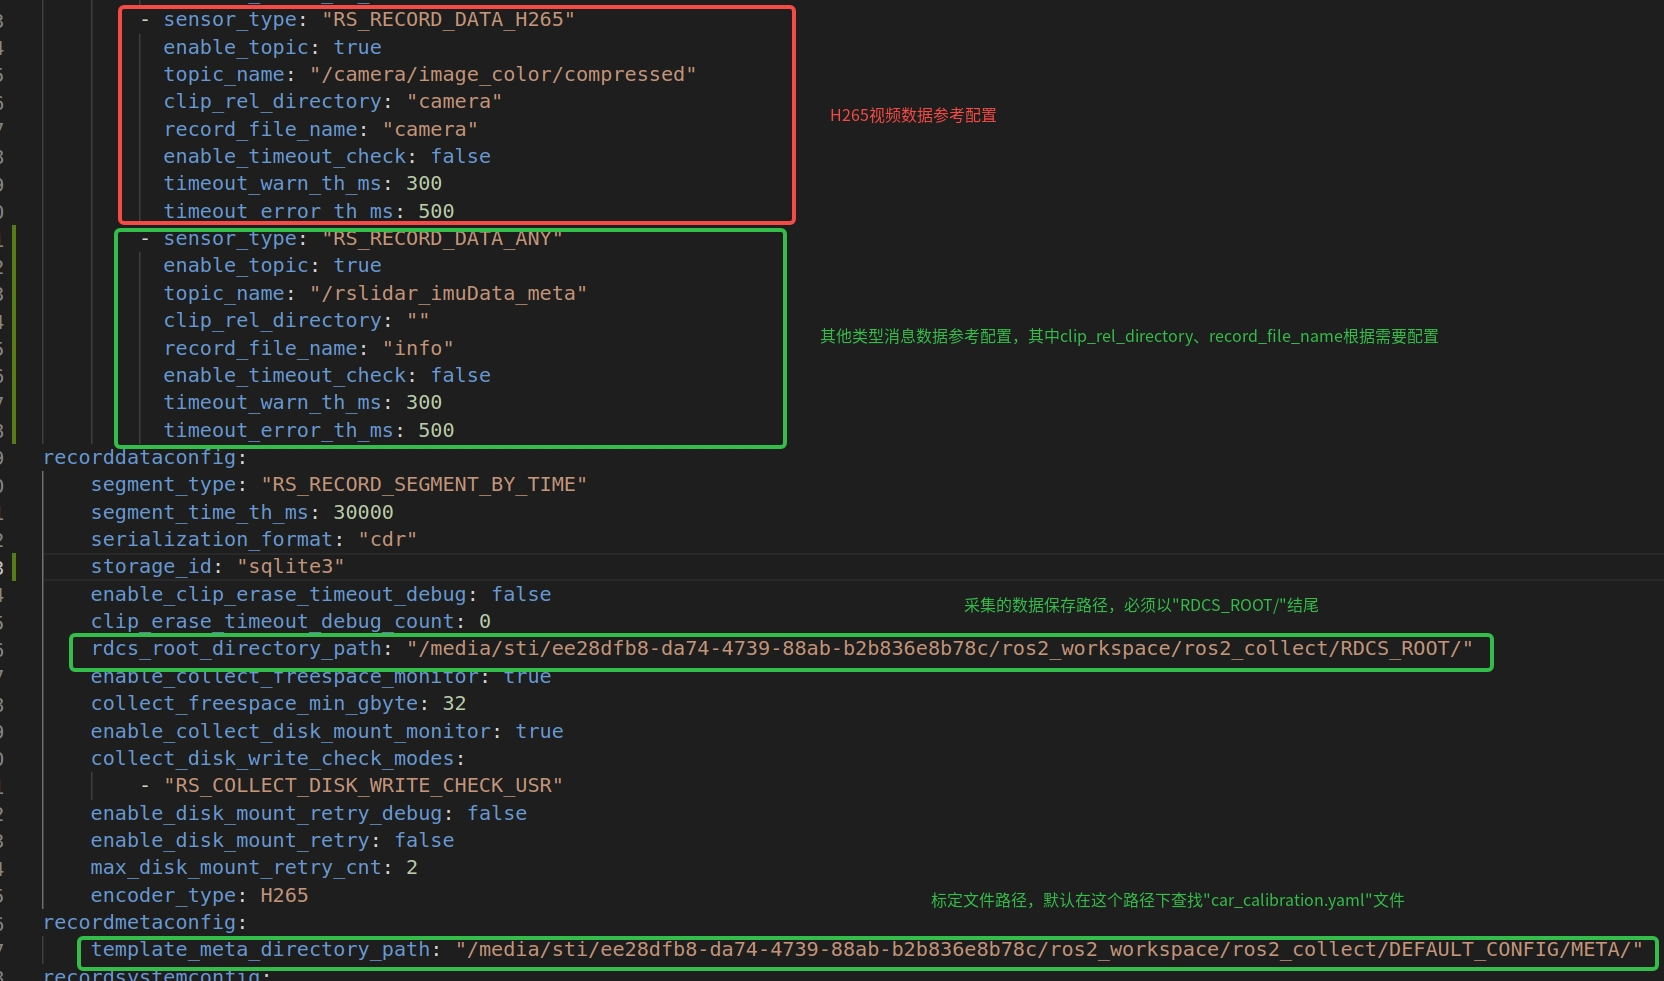 - sensor_type: "RS_RECORD_DATA_H265"
enable_topic: true
topic_name: "/camera/image_color/compressed"
clip_rel_directory: "camera"
H265视频数据参考配置
record_file_name: "camera"
enable_timeout_check: false
timeout_warn_th_ms: 300
timeout_error_th_ms: 500
- sensor_type: "RS_RECORD_DATA_ANY"
enable_topic: true
topic_name: "/rslidar_imuData_meta"
clip_rel_directory: ""
其他类型消息数据参考配置，其中clip_rel_directory、record_file_name根据需要配置
record_file_name: "info"
enable_timeout_check: false
timeout_warn_th_ms: 300
timeout_error_th_ms: 500
recorddataconfig:
segment_type: "RS_RECORD_SEGMENT_BY_TIME"
segment_time_th_ms: 30000
serialization_format: "cdr"
storage_id: "sqlite3"
enable_clip_erase_timeout_debug: false
采集的数据保存路径，必须以"RDCS_ROOT/"结尾
clip_erase_timeout_debug_count: 0
rdcs_root_directory_path: "/media/sti/ee28dfb8-da74-4739-88ab-b2b836e8b78c/ros2_workspace/ros2_collect/RDCS_ROOT/"
enable_collect_freespace_monitor: true
collect_freespace_min_gbyte: 32
enable_collect_disk_mount_monitor: true
collect_disk_write_check_modes:
- "RS_COLLECT_DISK_WRITE_CHECK_USR"
enable_disk_mount_retry_debug: false
enable_disk_mount_retry: false
max_disk_mount_retry_cnt: 2
encoder_type: H265
标定文件路径，默认在这个路径下查找"car_calibration.yaml"文件
recordmetaconfig:
template_meta_directory_path: "/media/sti/ee28dfb8-da74-4739-88ab-b2b836e8b78c/ros2_workspace/ros2_collect/DEFAULT_CONFIG/META/"
recordsystemconfig: